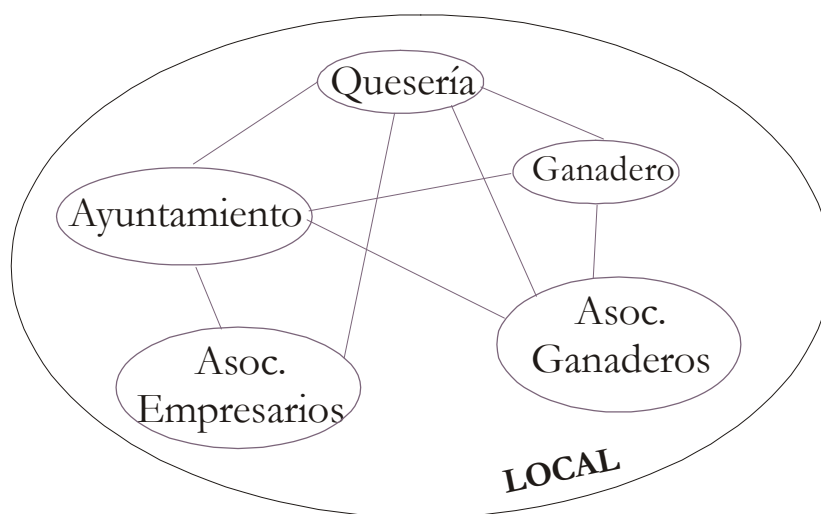 Quesería
Ganadero
Ayuntamiento
Asoc.
Ganaderos
Asoc.
Empresarios
LOCAL